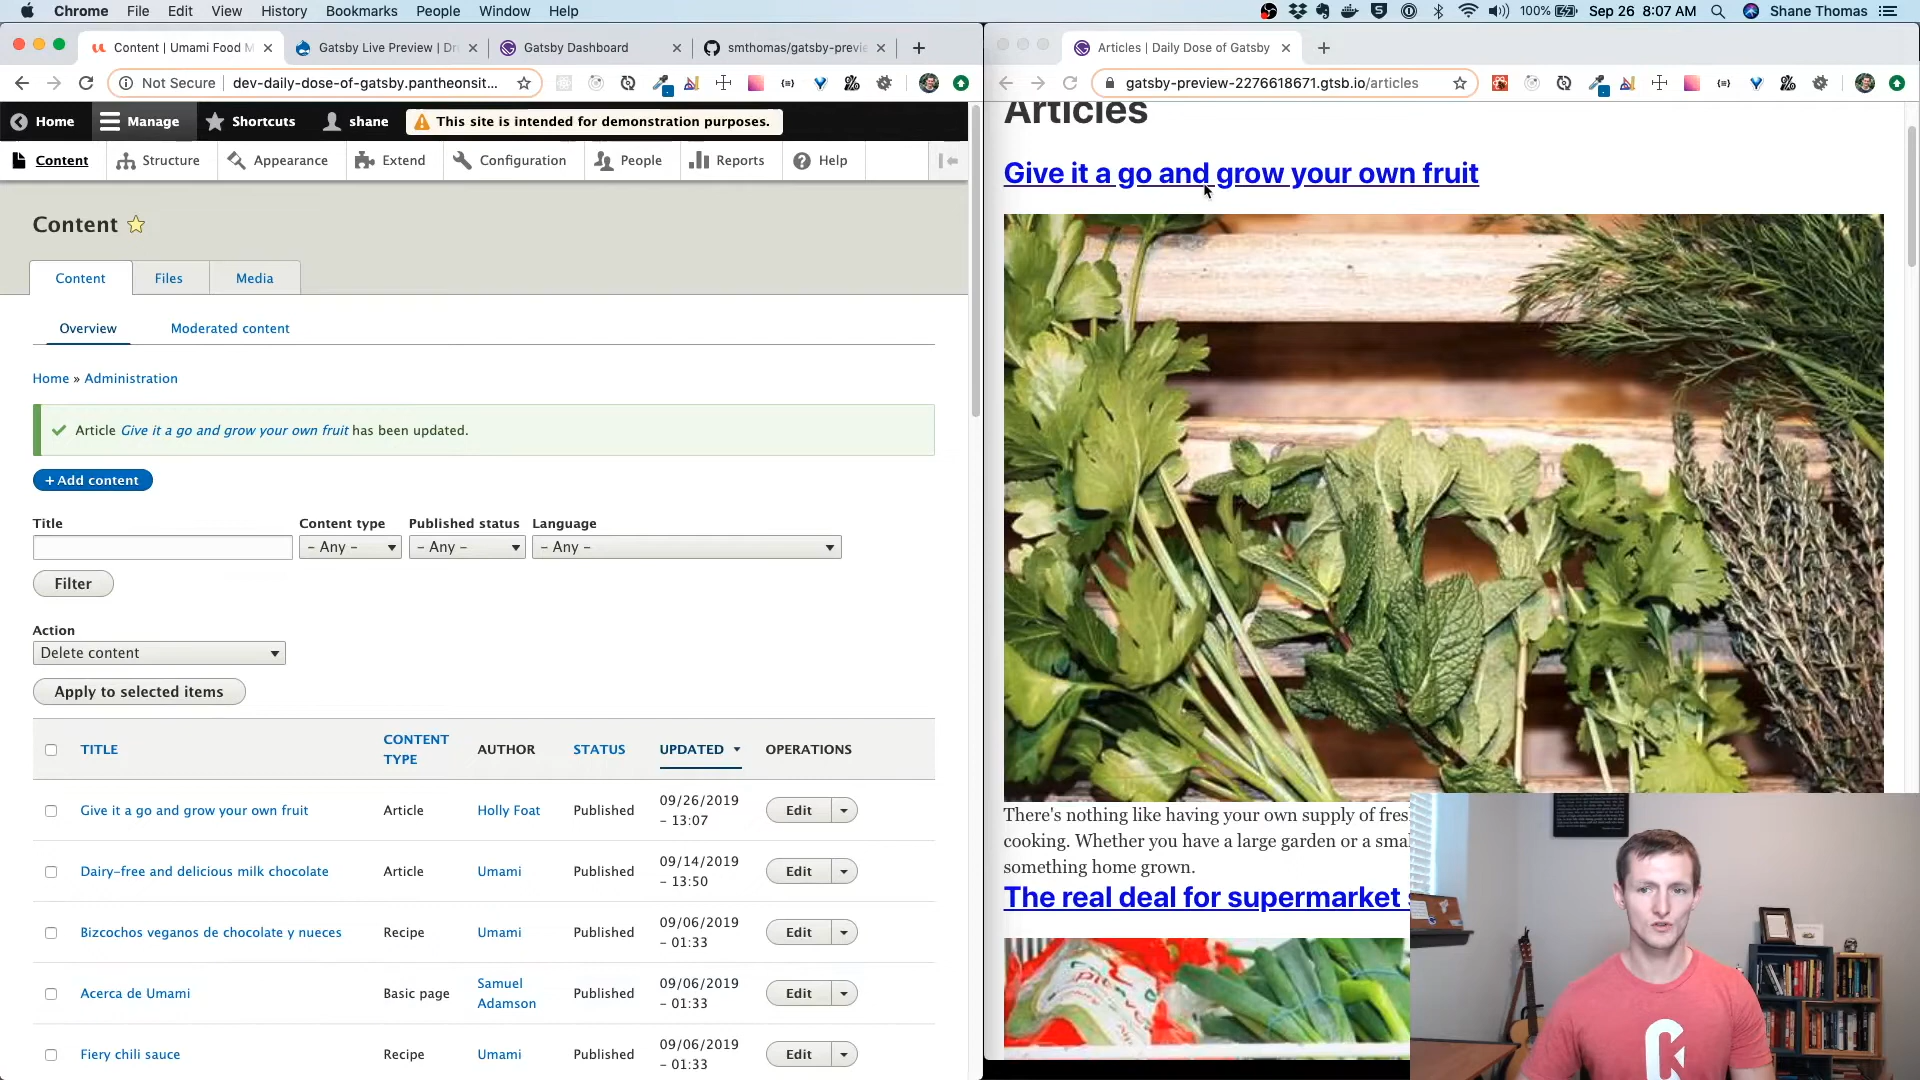 Chrome File Edit View History Bookmarks People Window Help
100% Sep 26 8:07 AM Shane Thomas
Content | Umami Food M
Gatsby Live Preview | Dr
Gatsby Dashboard
smthomas/gatsby-previe
Not Secure dev-daily-dose-of-gatsby.pantheonsit...
Home Manage Shortcuts shane This site is intended for demonstration purposes.
Content Structure Appearance Extend Configuration People Reports Help
Content
Content Files Media
Overview Moderated content
Home » Administration
Article Give it a go and grow your own fruit has been updated.
+ Add content
Title Content type Published status Language
- Any - - Any - - Any -
Filter
Action
Delete content
Apply to selected items
TITLE CONTENT TYPE AUTHOR STATUS UPDATED OPERATIONS
Give it a go and grow your own fruit Article Holly Foat Published 09/26/2019 - 13:07 Edit
Dairy-free and delicious milk chocolate Article Umami Published 09/14/2019 - 13:50 Edit
Bizcochos veganos de chocolate y nueces Recipe Umami Published 09/06/2019 - 01:33 Edit
Acerca de Umami Basic page Samuel Adamson Published 09/06/2019 - 01:33 Edit
Fiery chili sauce Recipe Umami Published 09/06/2019 - 01:33 Edit
Articles | Daily Dose of Gatsby
gatsby-preview-2276618671.gtsb.io/articles
Articles
Give it a go and grow your own fruit
There's nothing like having your own supply of fres
cooking. Whether you have a large garden or a sma
something home grown.
The real deal for supermarket